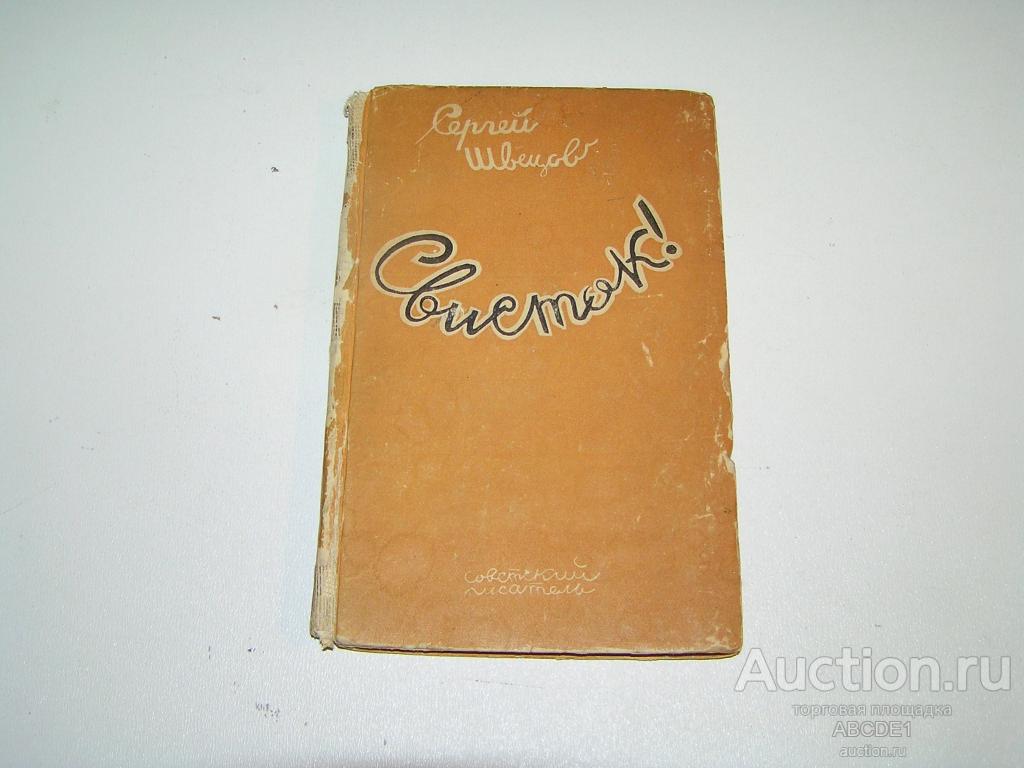 Сергей
Швецов
Свисток!
советский
писатель
Auction.ru
торговая площадка
ABCDE1
auction.ru